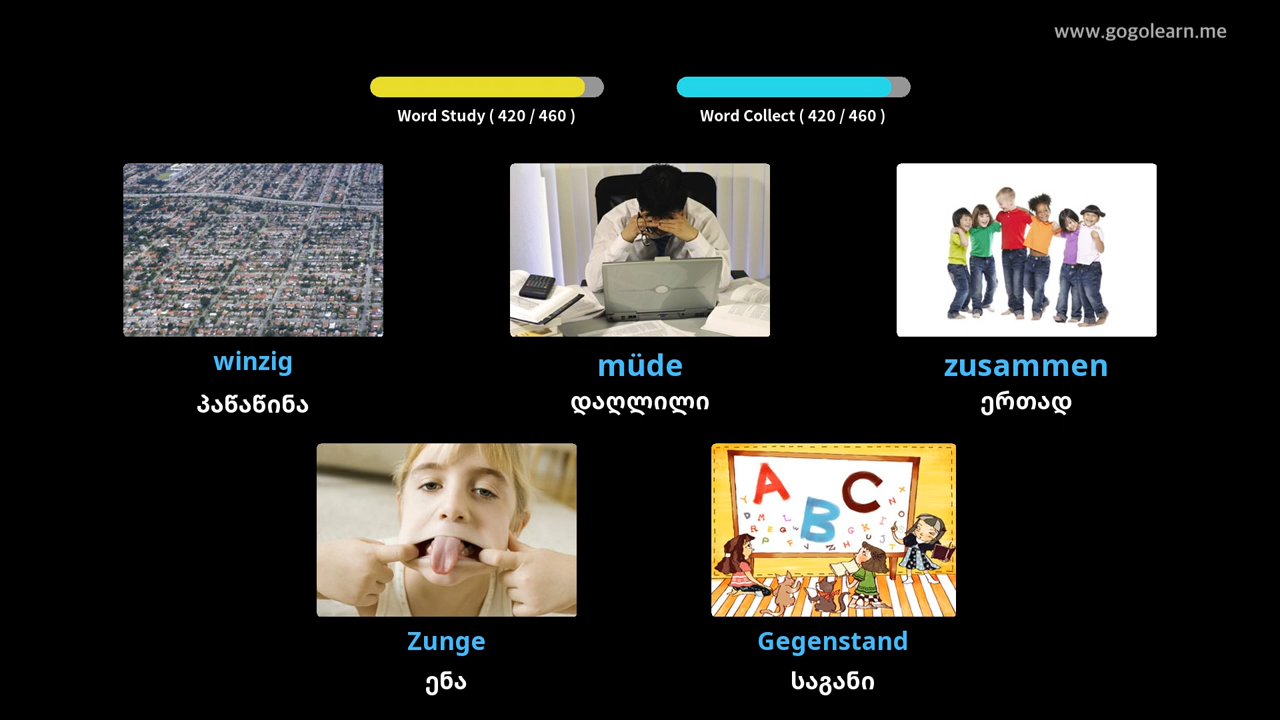 www.gogolearn.me
Word Study ( 420 / 460 )
Word Collect ( 420 / 460 )
winzig
პაწაწინა
müde
დაღლილი
zusammen
ერთად
Zunge
ენა
Gegenstand
საგანი
A B C